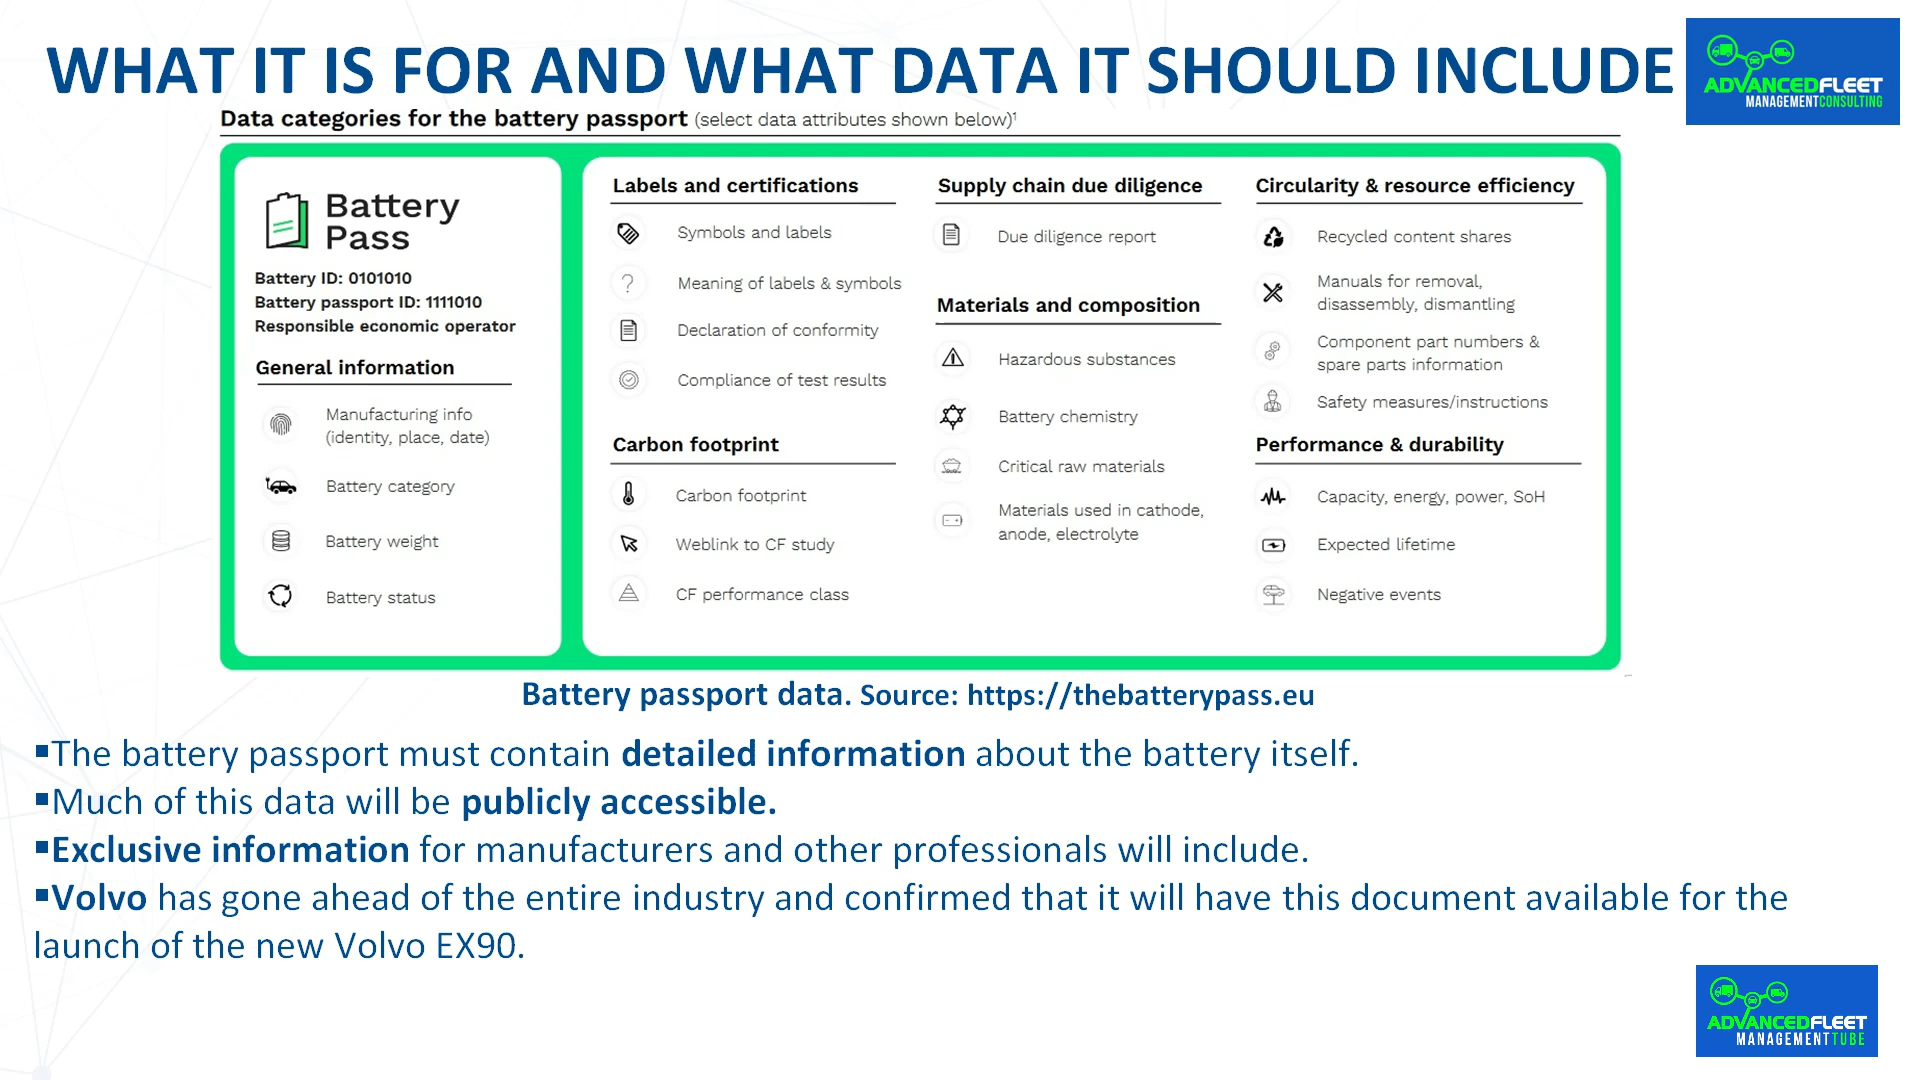 WHAT IT IS FOR AND WHAT DATA IT SHOULD INCLUDE
ADVANCEDFLEET
MANAGEMENTCONSULTING
Data categories for the battery passport (select data attributes shown below)¹
Battery
Pass
Battery ID: 0101010
Battery passport ID: 1111010
Responsible economic operator
General information
Manufacturing info
(identity, place, date)
Battery category
Battery weight
Battery status
Labels and certifications
Symbols and labels
Meaning of labels & symbols
Declaration of conformity
Compliance of test results
Carbon footprint
Carbon footprint
Weblink to CF study
CF performance class
Supply chain due diligence
Due diligence report
Materials and composition
Hazardous substances
Battery chemistry
Critical raw materials
Materials used in cathode,
anode, electrolyte
Circularity & resource efficiency
Recycled content shares
Manuals for removal,
disassembly, dismantling
Component part numbers &
spare parts information
Safety measures/instructions
Performance & durability
Capacity, energy, power, SoH
Expected lifetime
Negative events
Battery passport data. Source: https://thebatterypass.eu
▪The battery passport must contain detailed information about the battery itself.
▪Much of this data will be publicly accessible.
▪Exclusive information for manufacturers and other professionals will include.
▪Volvo has gone ahead of the entire industry and confirmed that it will have this document available for the
launch of the new Volvo EX90.
ADVANCEDFLEET
MANAGEMENTTUBE